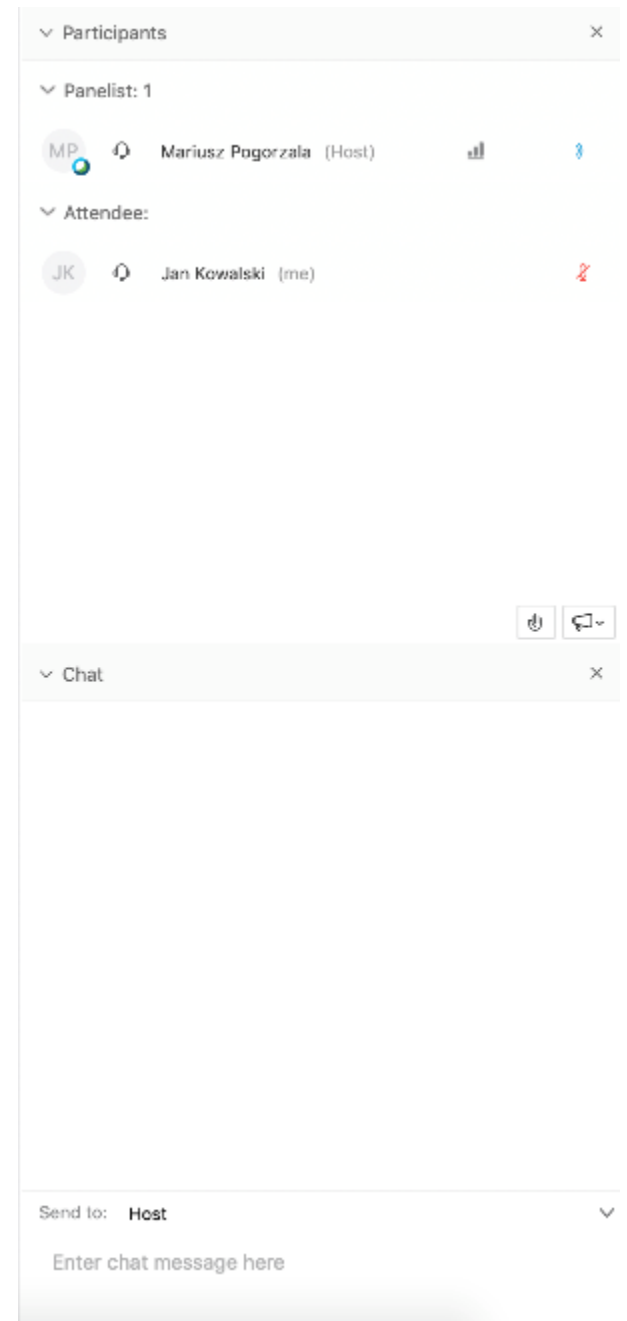 Participants
Panelist: 1
MP Mariusz Pogorzala (Host)
Attendee:
JK Jan Kowalski (me)
Chat
Send to: Host
Enter chat message here